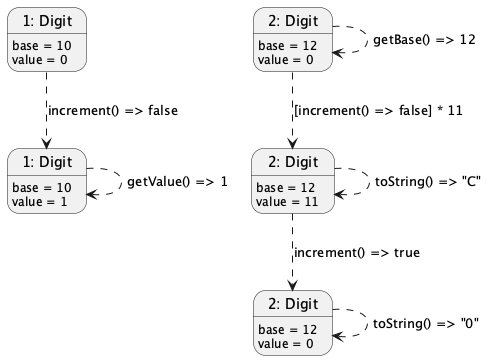 1: Digit
base = 10
value = 0
increment() => false
1: Digit
base = 10
value = 1
getValue() => 1
2: Digit
base = 12
value = 0
getBase() => 12
[increment() => false] * 11
2: Digit
base = 12
value = 11
toString() => "C"
increment() => true
2: Digit
base = 12
value = 0
toString() => "0"